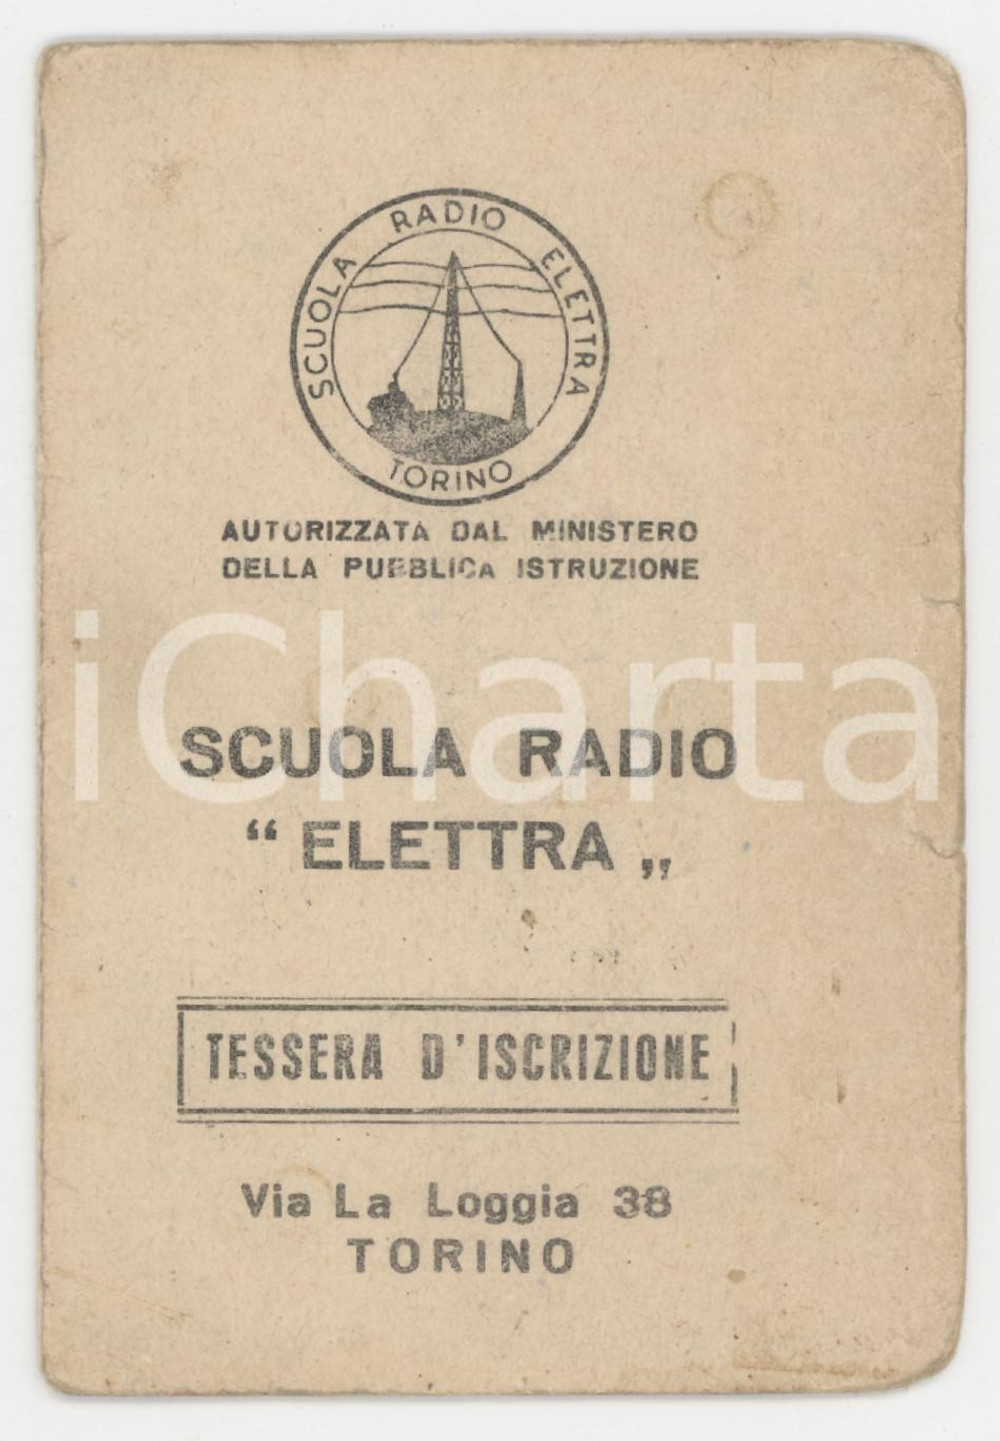 SCUOLA RADIO ELETTRA
TORINO
AUTORIZZATA DAL MINISTERO
DELLA PUBBLICA ISTRUZIONE
iCharta
SCUOLA RADIO
“ ELETTRA „
TESSERA D'ISCRIZIONE
Via La Loggia 38
TORINO